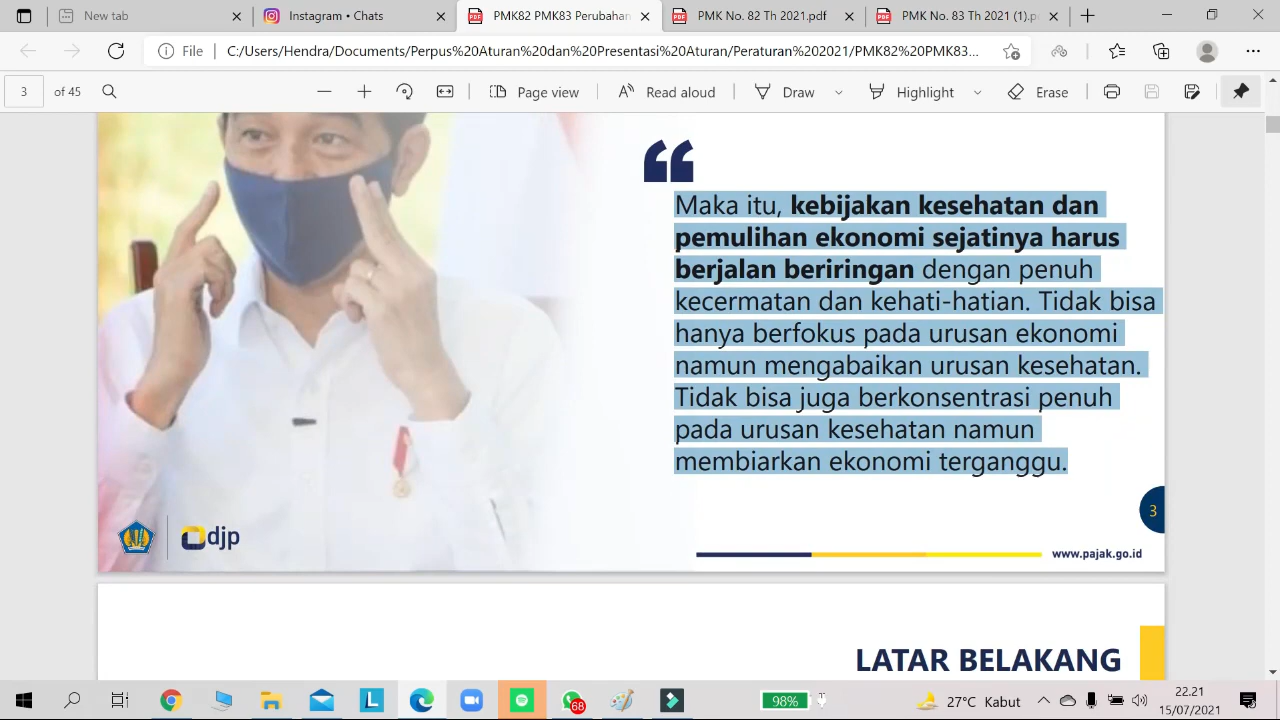 New tab
Instagram • Chats
PMK82 PMK83 Perubahan
PMK No. 82 Th 2021.pdf
PMK No. 83 Th 2021 (1).p
File
C:/Users/Hendra/Documents/Perpus%20Aturan%20dan%20Presentasi%20Aturan/Peraturan%202021/PMK82%20PMK83...
3 of 45
Page view
Read aloud
Draw
Highlight
Erase
Maka itu, kebijakan kesehatan dan
pemulihan ekonomi sejatinya harus
berjalan beriringan dengan penuh
kecermatan dan kehati-hatian. Tidak bisa
hanya berfokus pada urusan ekonomi
namun mengabaikan urusan kesehatan.
Tidak bisa juga berkonsentrasi penuh
pada urusan kesehatan namun
membiarkan ekonomi terganggu.
3
djp
www.pajak.go.id
LATAR BELAKANG
68
98%
27°C Kabut
22.21
15/07/2021